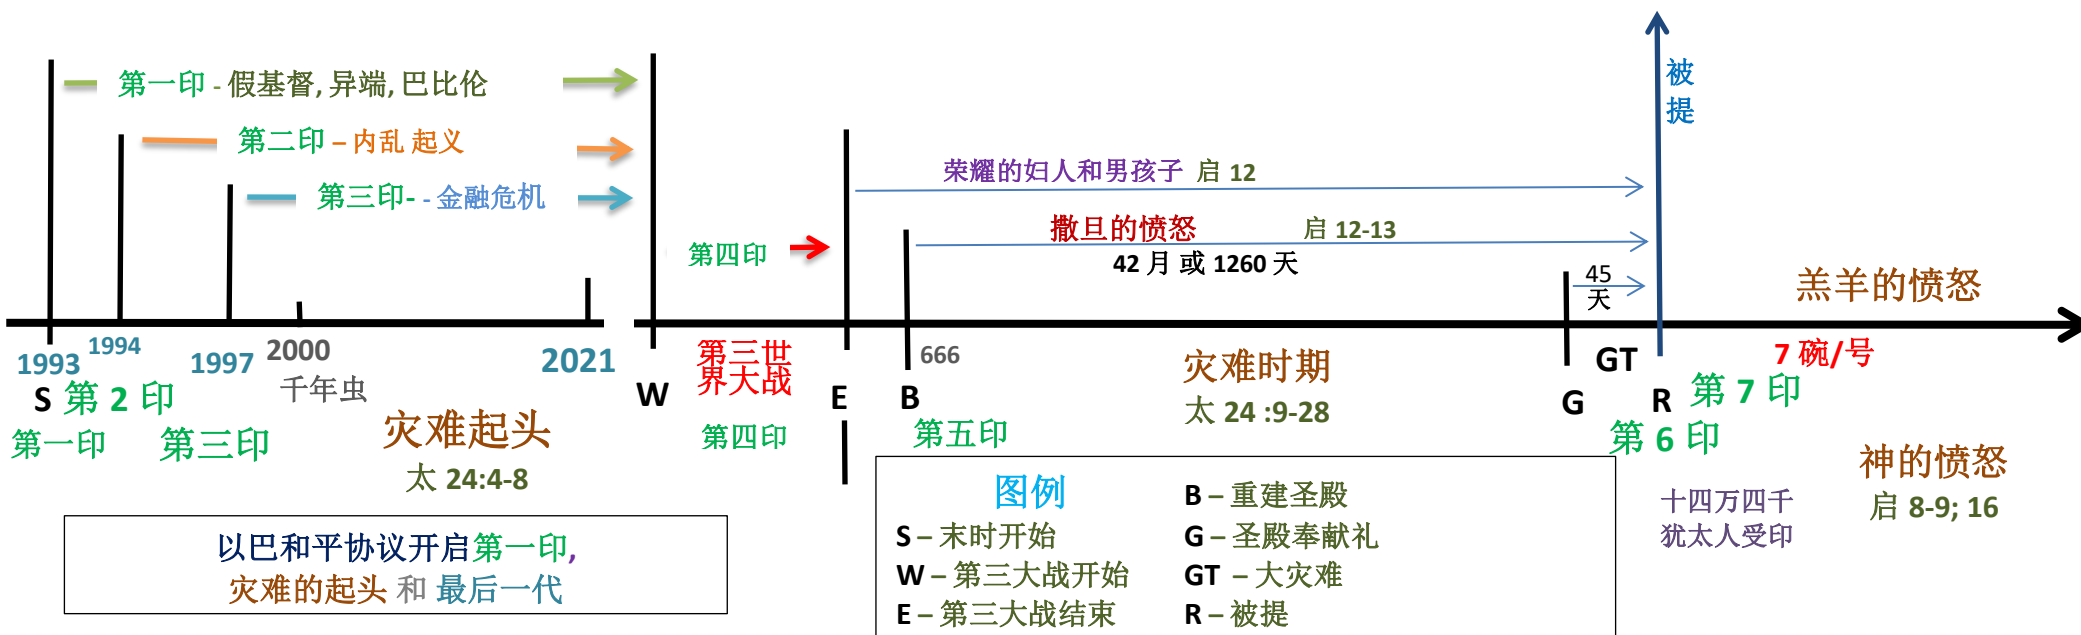 第一印 - 假基督, 异端, 巴比伦
第二印 – 内乱 起义
第三印- - 金融危机
第四印
荣耀的妇人和男孩子 启 12
撒旦的愤怒 启 12-13
42 月 或 1260 天
45
天
被
提
羔羊的愤怒
1993
1994
1997
2000
千年虫
2021
S 第 2 印
第一印
第三印
灾难起头
太 24:4-8
W
第三世
界大战
第四印
E
B
666
第五印
灾难时期
太 24 :9-28
G
GT
R
第 6 印
第 7 印
7 碗/号
神的愤怒
启 8-9; 16
十四万四千
犹太人受印
以巴和平协议开启第一印,
灾难的起头 和 最后一代
图例
S – 末时开始
W – 第三大战开始
E – 第三大战结束
B – 重建圣殿
G – 圣殿奉献礼
GT – 大灾难
R – 被提